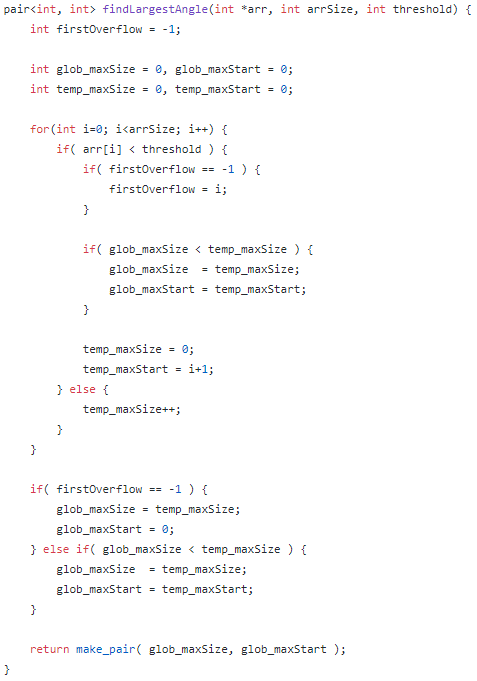 pair<int, int> findLargestAngle(int *arr, int arrSize, int threshold) {
    int firstOverflow = -1;

    int glob_maxSize = 0, glob_maxStart = 0;
    int temp_maxSize = 0, temp_maxStart = 0;

    for(int i=0; i<arrSize; i++) {
        if( arr[i] < threshold ) {
            if( firstOverflow == -1 ) {
                firstOverflow = i;
            }

            if( glob_maxSize < temp_maxSize ) {
                glob_maxSize  = temp_maxSize;
                glob_maxStart = temp_maxStart;
            }

            temp_maxSize = 0;
            temp_maxStart = i+1;
        } else {
            temp_maxSize++;
        }
    }

    if( firstOverflow == -1 ) {
        glob_maxSize = temp_maxSize;
        glob_maxStart = 0;
    } else if( glob_maxSize < temp_maxSize ) {
        glob_maxSize  = temp_maxSize;
        glob_maxStart = temp_maxStart;
    }

    return make_pair( glob_maxSize, glob_maxStart );
}